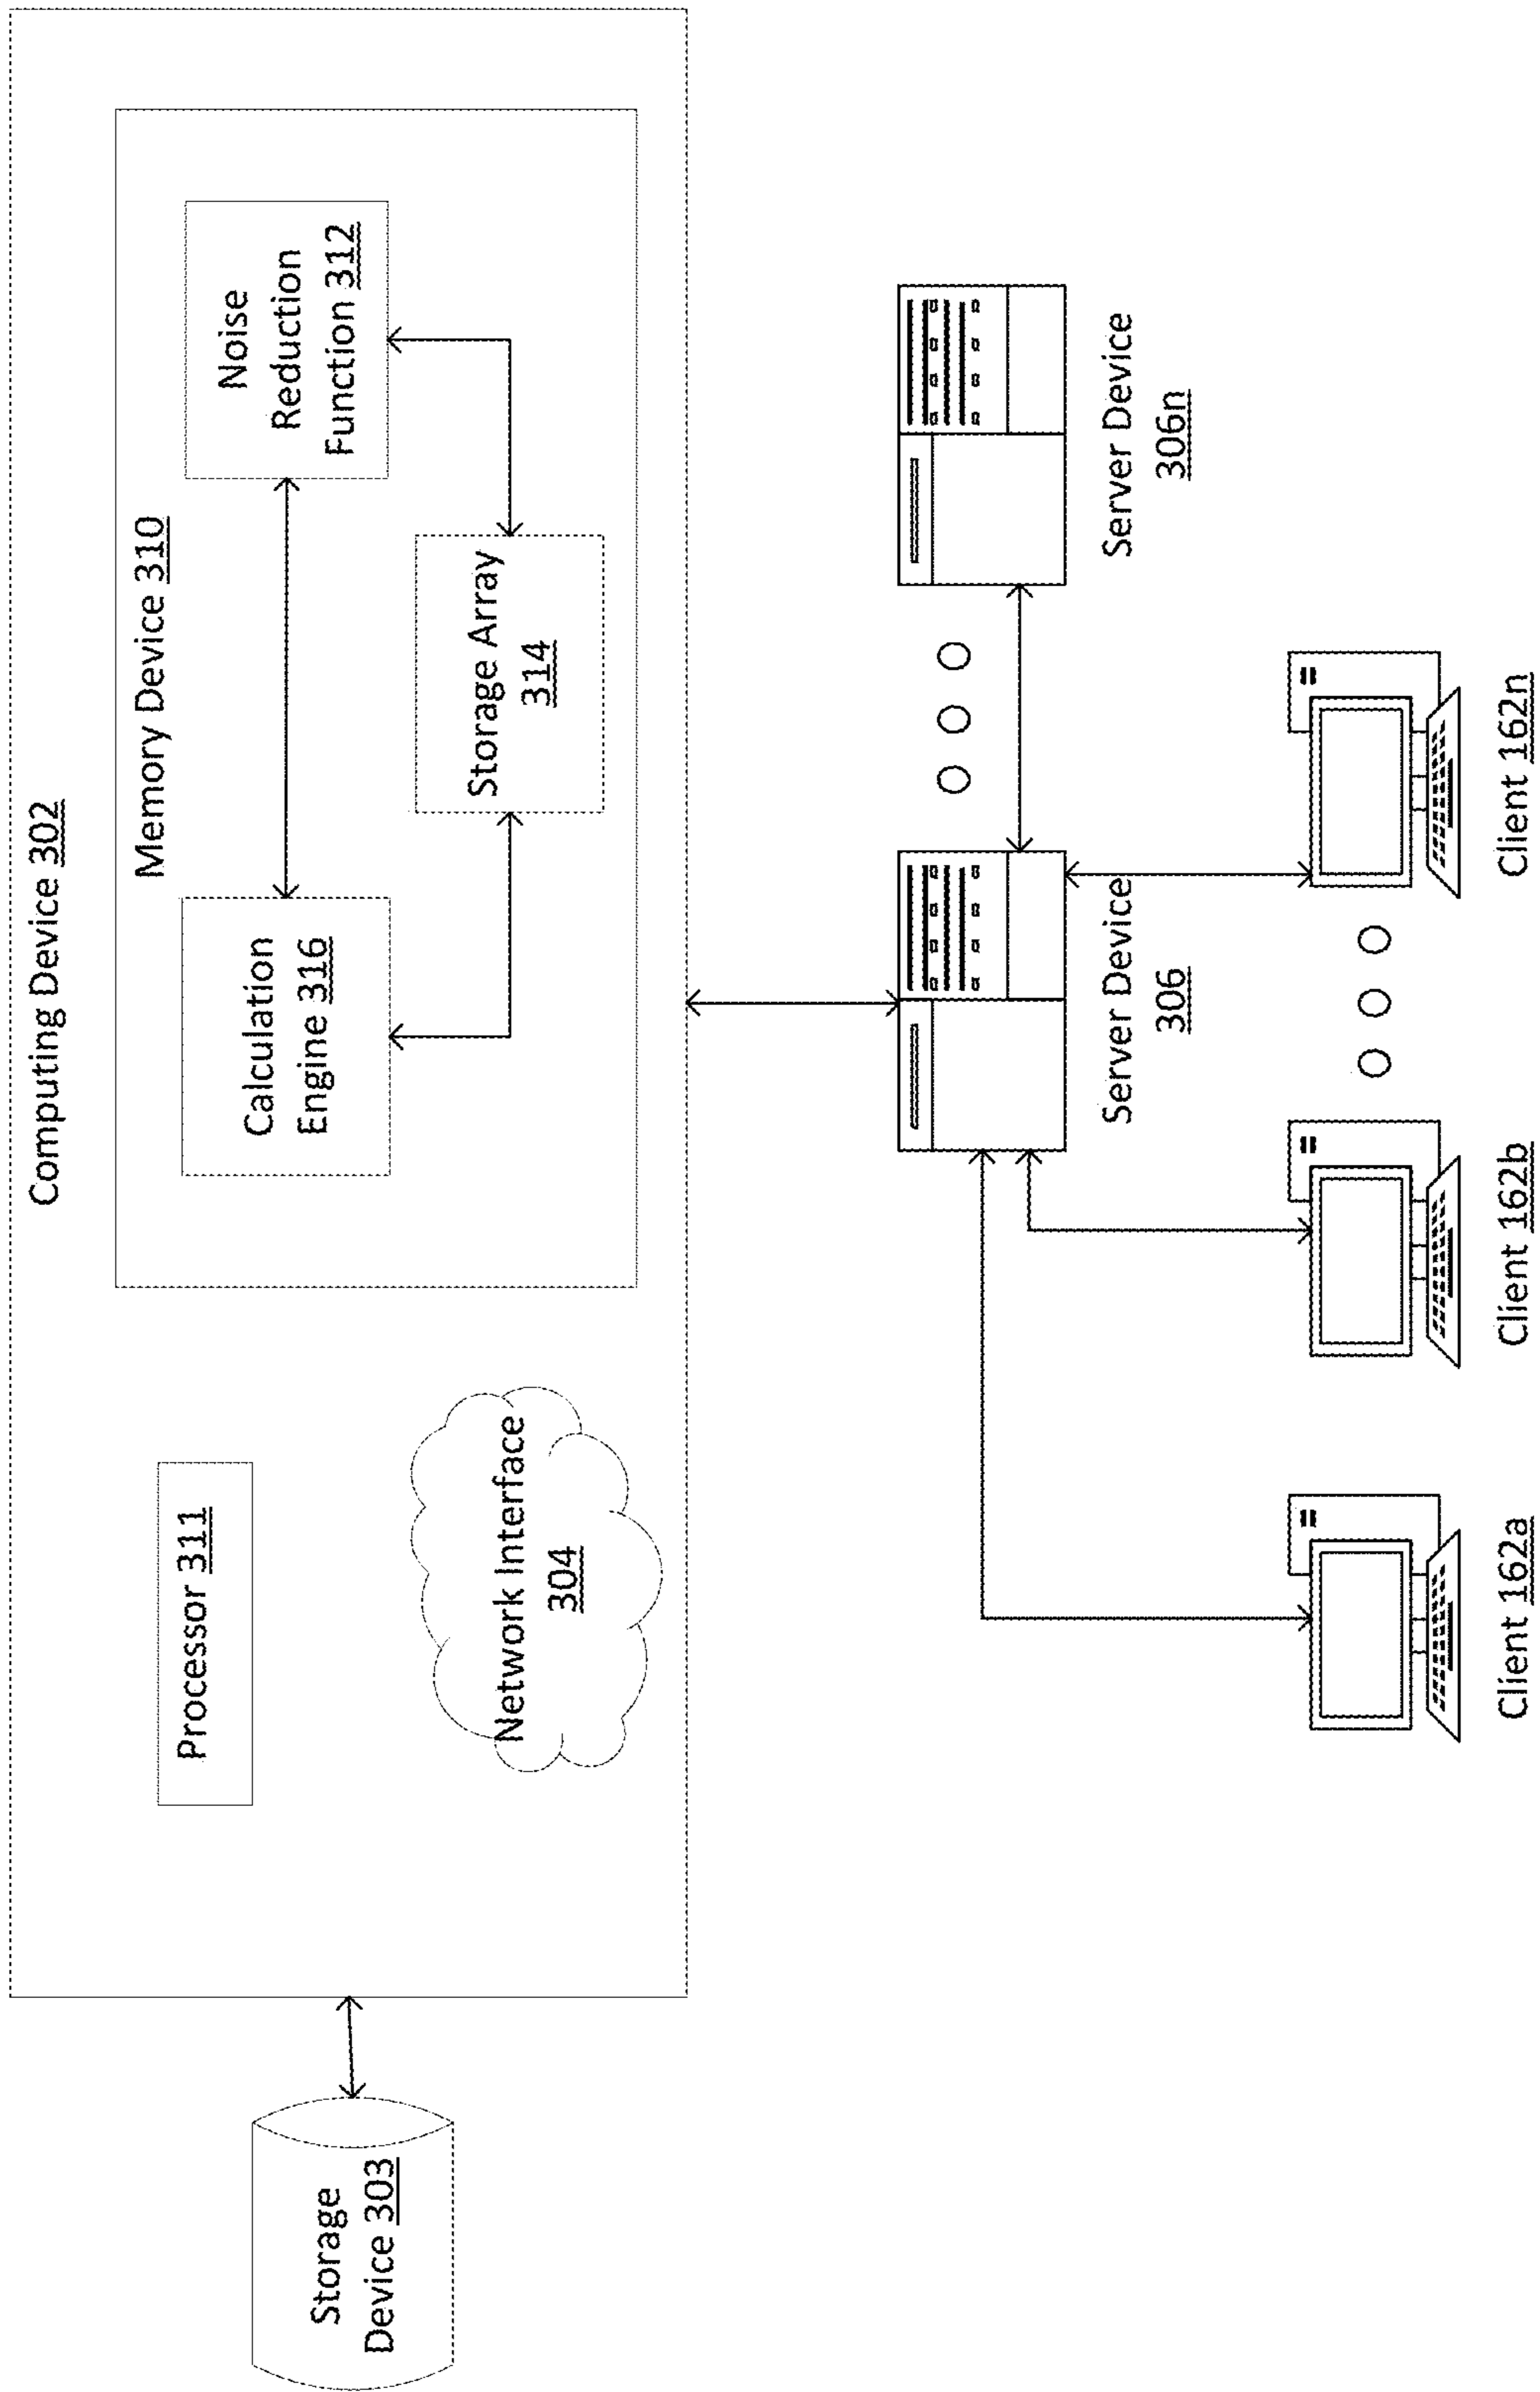 Computing Device 302
Memory Device 310
Storage
Device 303
Processor 311
Network Interface
304
Calculation
Engine 316
Noise
Reduction
Function 312
Storage Array
314
Server Device
306
Server Device
306n
Client 162a
Client 162b
Client 162n